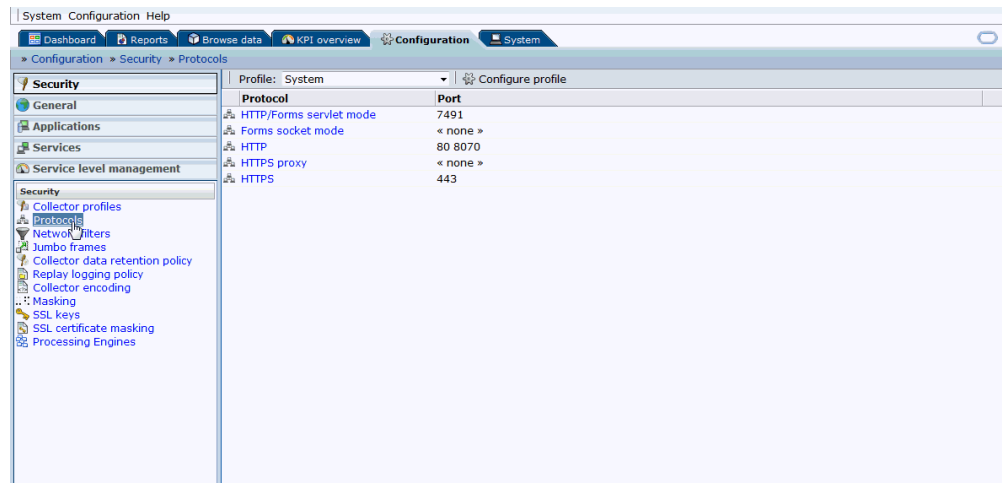 System Configuration Help
Dashboard Reports Browse data KPI overview Configuration System
» Configuration » Security » Protocols
Security
General
Applications
Services
Service level management
Security
Collector profiles
Protocols
Network filters
Jumbo frames
Collector data retention policy
Replay logging policy
Collector encoding
Masking
SSL keys
SSL certificate masking
Processing Engines
Profile: System Configure profile
Protocol Port
HTTP/Forms servlet mode 7491
Forms socket mode « none »
HTTP 80 8070
HTTPS proxy « none »
HTTPS 443